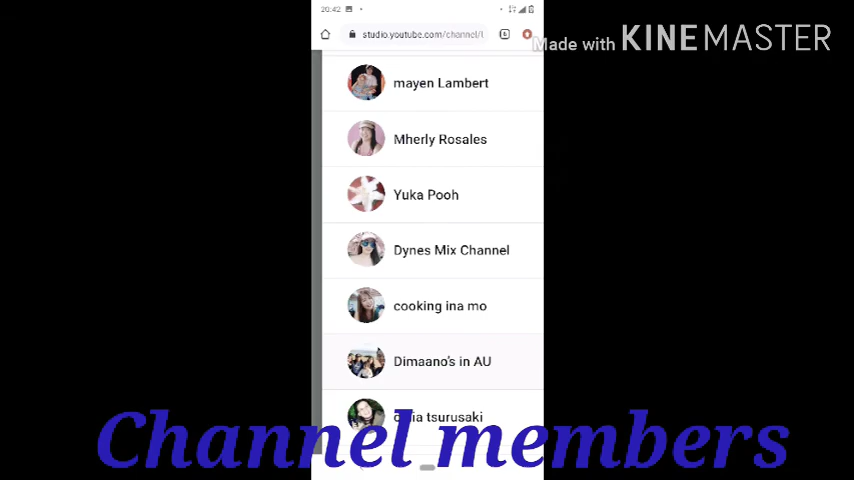 20:42
studio.youtube.com/channel/
Made with KINEMASTER
mayen Lambert
Mherly Rosales
Yuka Pooh
Dynes Mix Channel
cooking ina mo
Dimaano's in AU
tsurusaki
Channel members